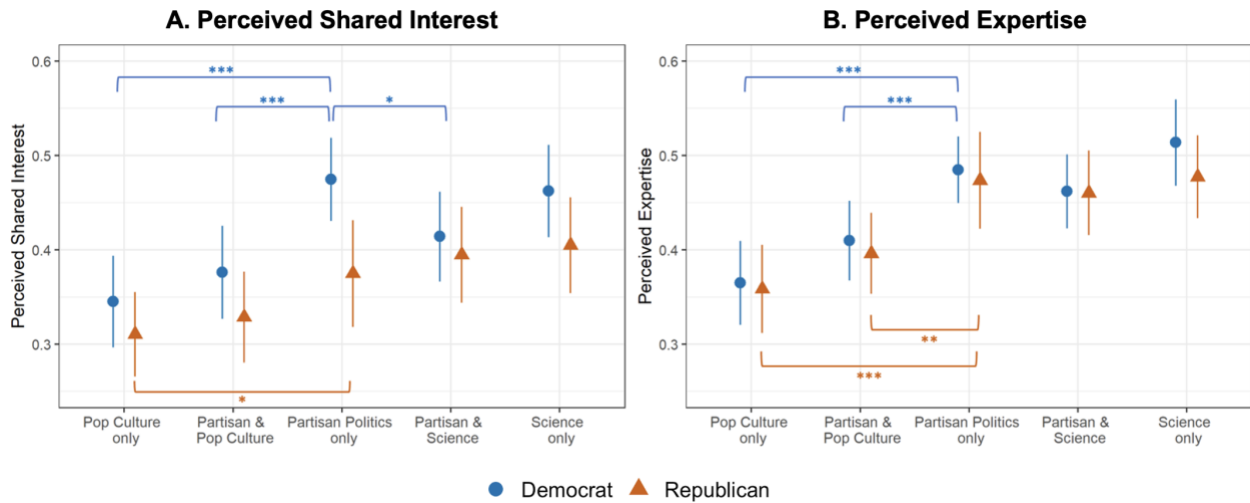 A. Perceived Shared Interest
B. Perceived Expertise
Perceived Shared Interest
0.6
0.5
0.4
0.3
***
***
*
*
Pop Culture
only
Partisan &
Pop Culture
Partisan Politics
only
Partisan &
Science
Science
only
Perceived Expertise
0.6
0.5
0.4
0.3
***
***
**
***
Pop Culture
only
Partisan &
Pop Culture
Partisan Politics
only
Partisan &
Science
Science
only
Democrat
Republican